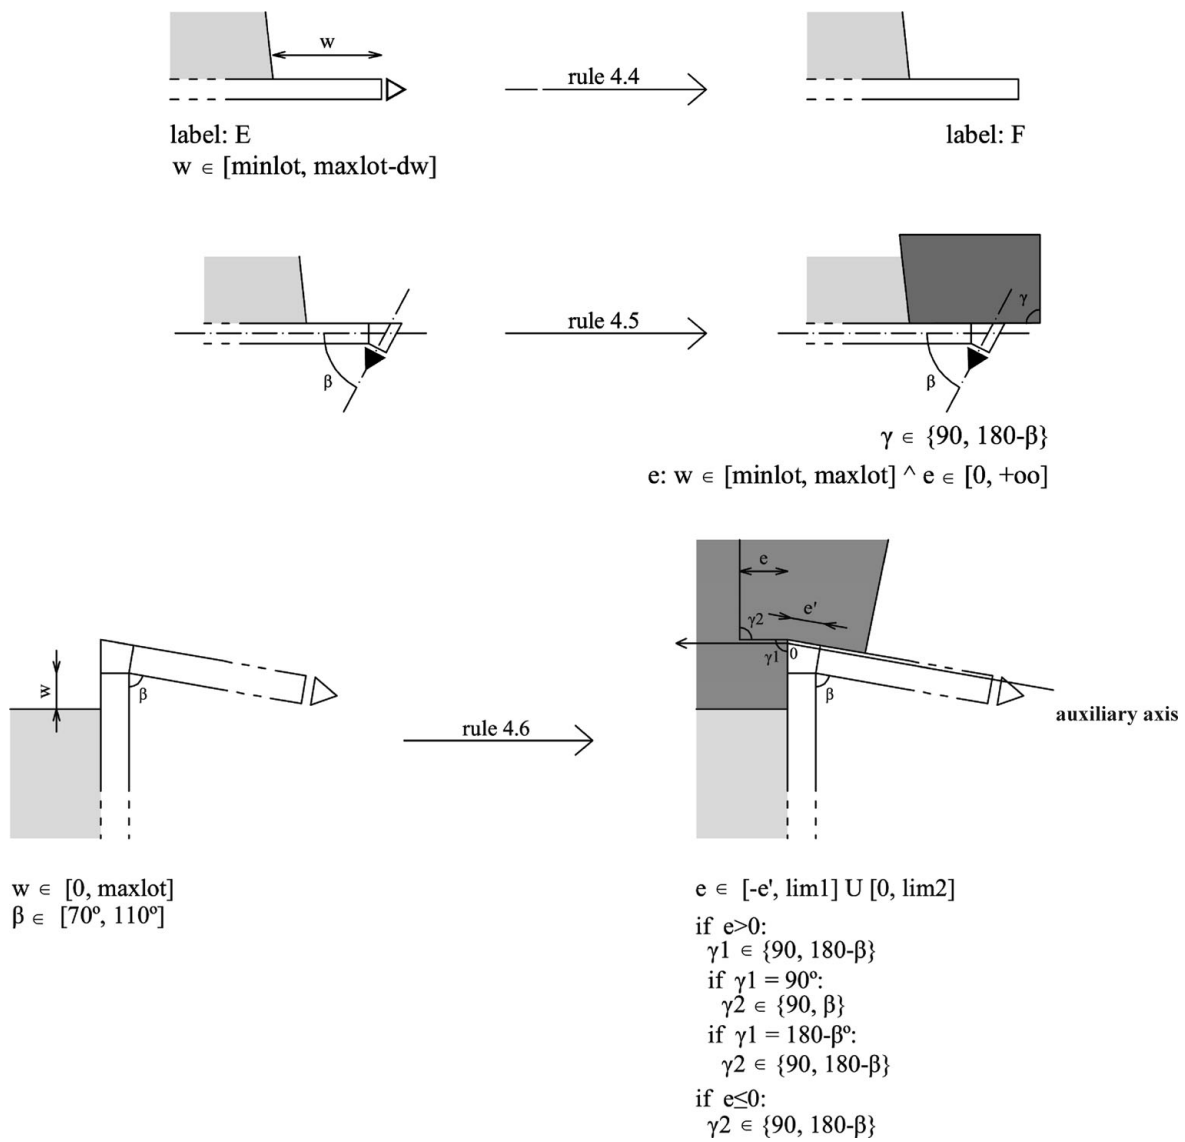 w
rule 4.4
label: E
label: F
w ∈ [minlot, maxlot-dw]
β
rule 4.5
γ
β
γ ∈ {90, 180-β}
e: w ∈ [minlot, maxlot] ^ e ∈ [0, +oo]
w
β
rule 4.6
e
e'
γ2
γ1
0
β
auxiliary axis
w ∈ [0, maxlot]
β ∈ [70º, 110º]
e ∈ [-e', lim1] U [0, lim2]
if e>0:
γ1 ∈ {90, 180-β}
if γ1 = 90º:
γ2 ∈ {90, β}
if γ1 = 180-βº:
γ2 ∈ {90, 180-β}
if e≤0:
γ2 ∈ {90, 180-β}